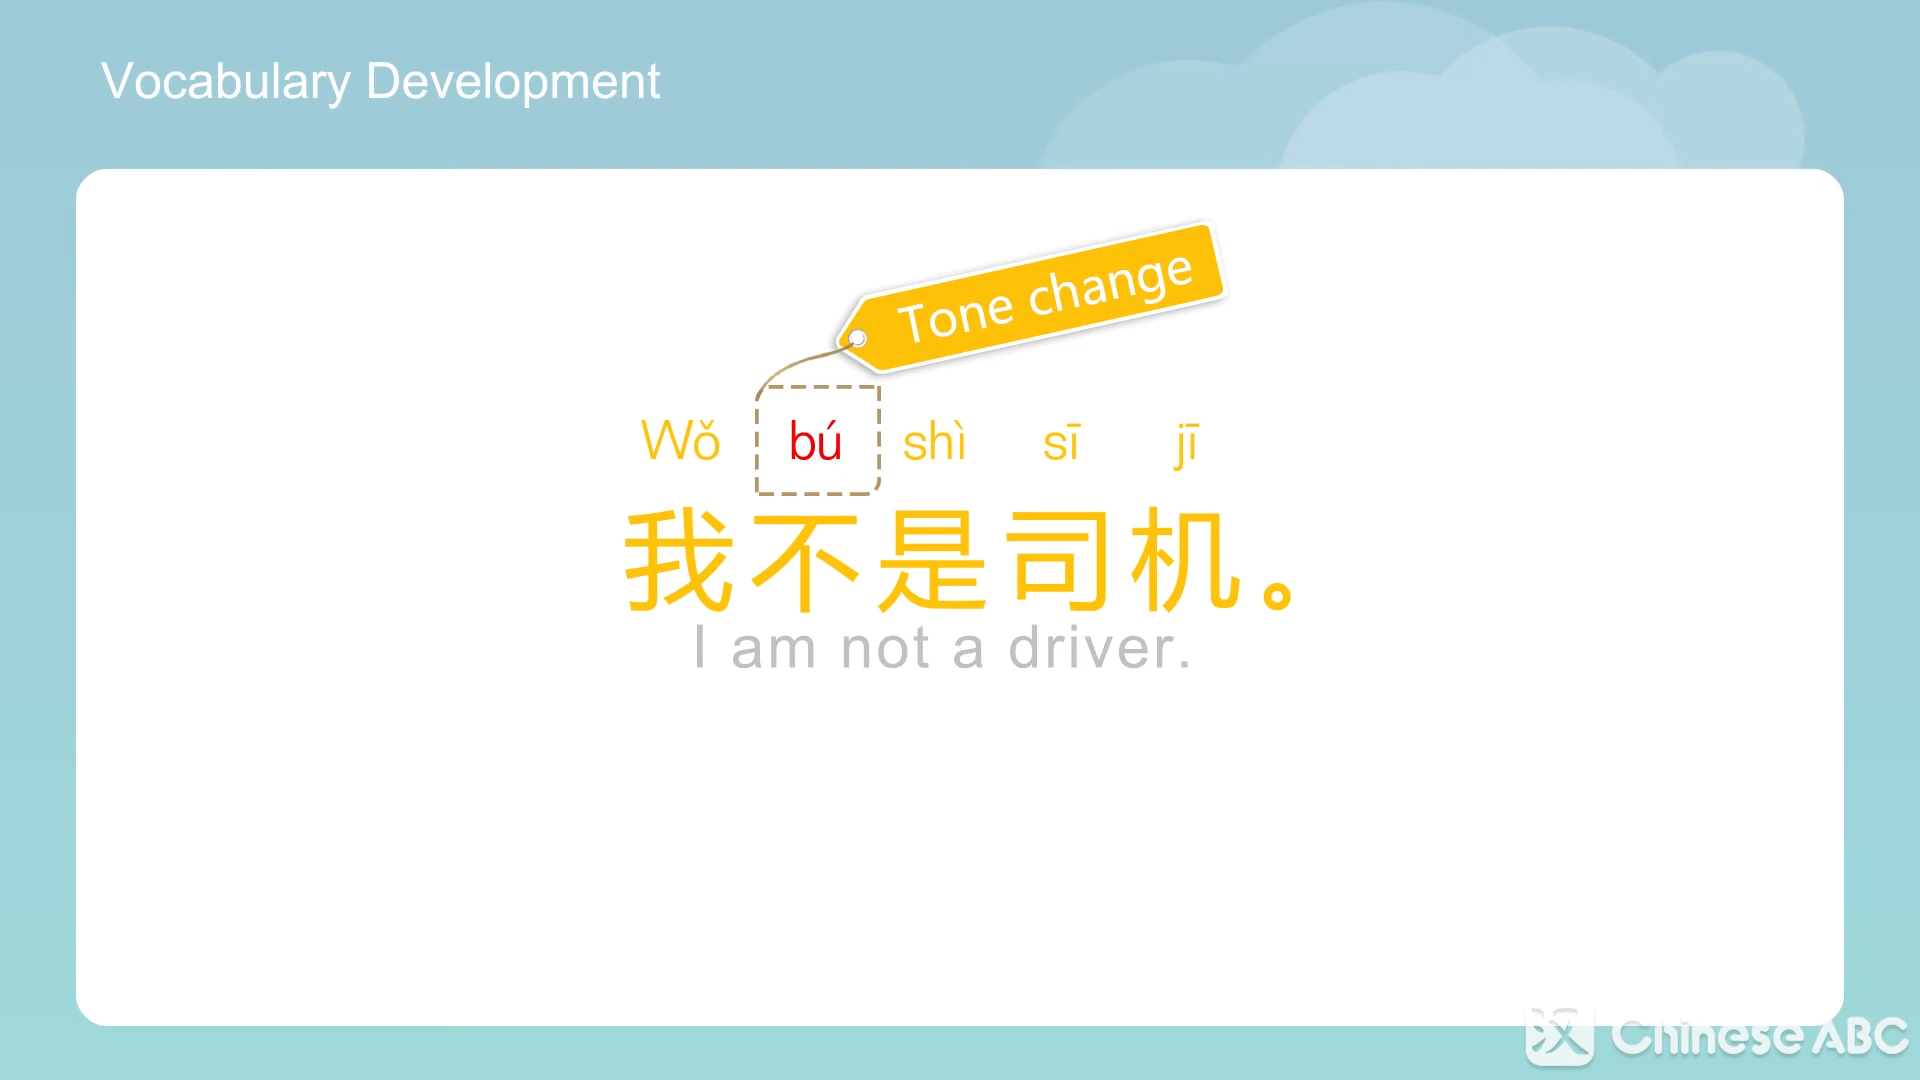 Vocabulary Development
Tone change
Wǒ bú shì sī jī
我不是司机。
I am not a driver.
汉 Chinese ABC